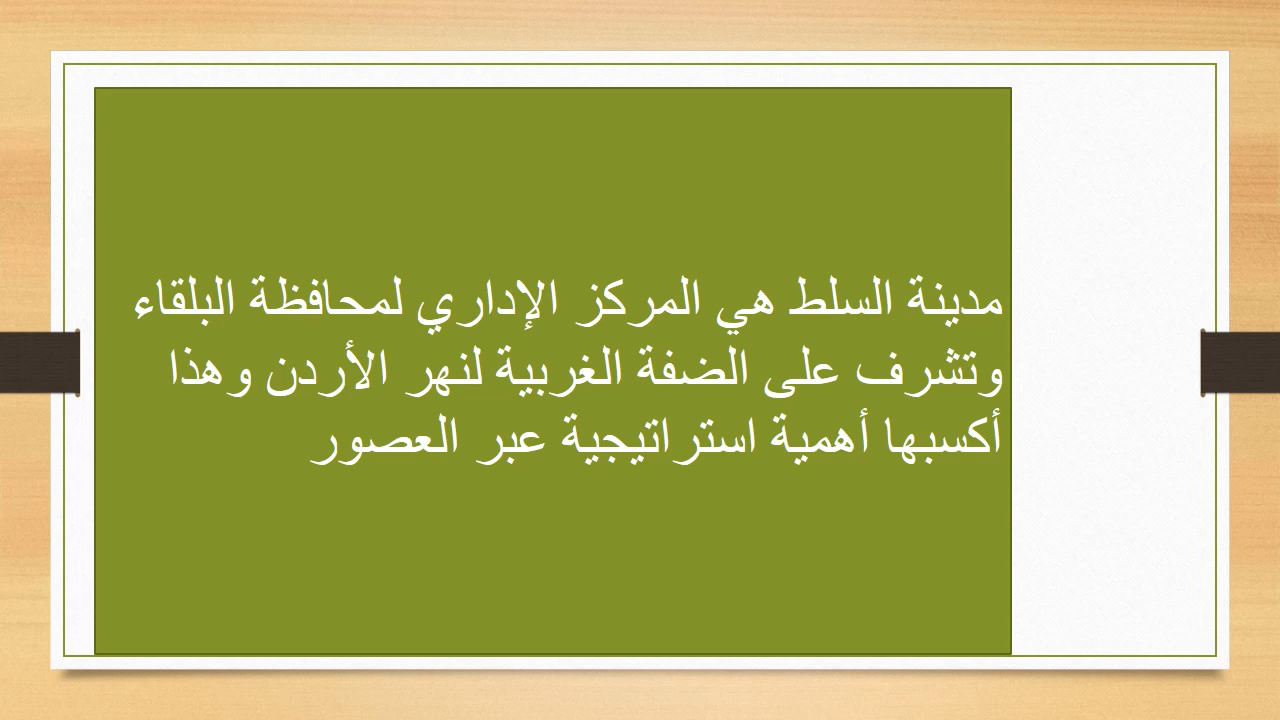 مدينة السلط هي المركز الإداري لمحافظة البلقاء
وتشرف على الضفة الغربية لنهر الأردن وهذا
أكسبها أهمية استراتيجية عبر العصور